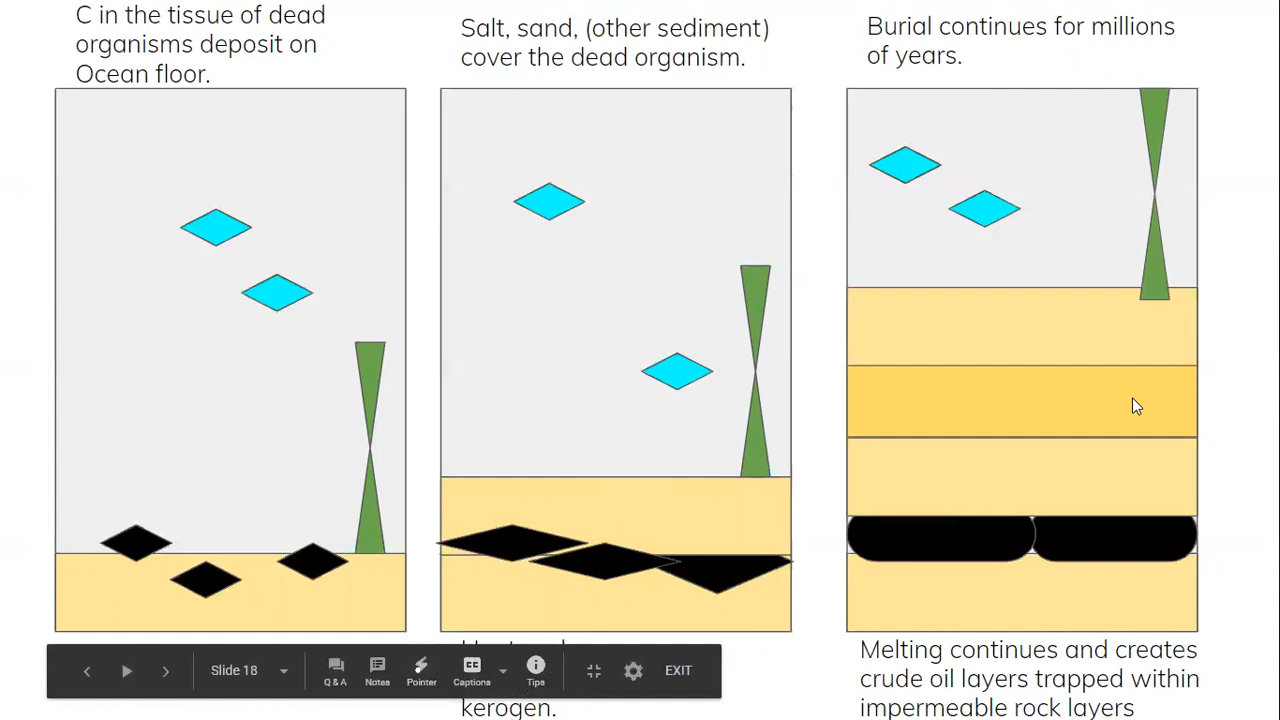 C in the tissue of dead
organisms deposit on
Ocean floor.
Salt, sand, (other sediment)
cover the dead organism.
Burial continues for millions
of years.
Slide 18
Q & A
Notes
Pointer
Captions
Tips
EXIT
kerogen.
Melting continues and creates
crude oil layers trapped within
impermeable rock layers